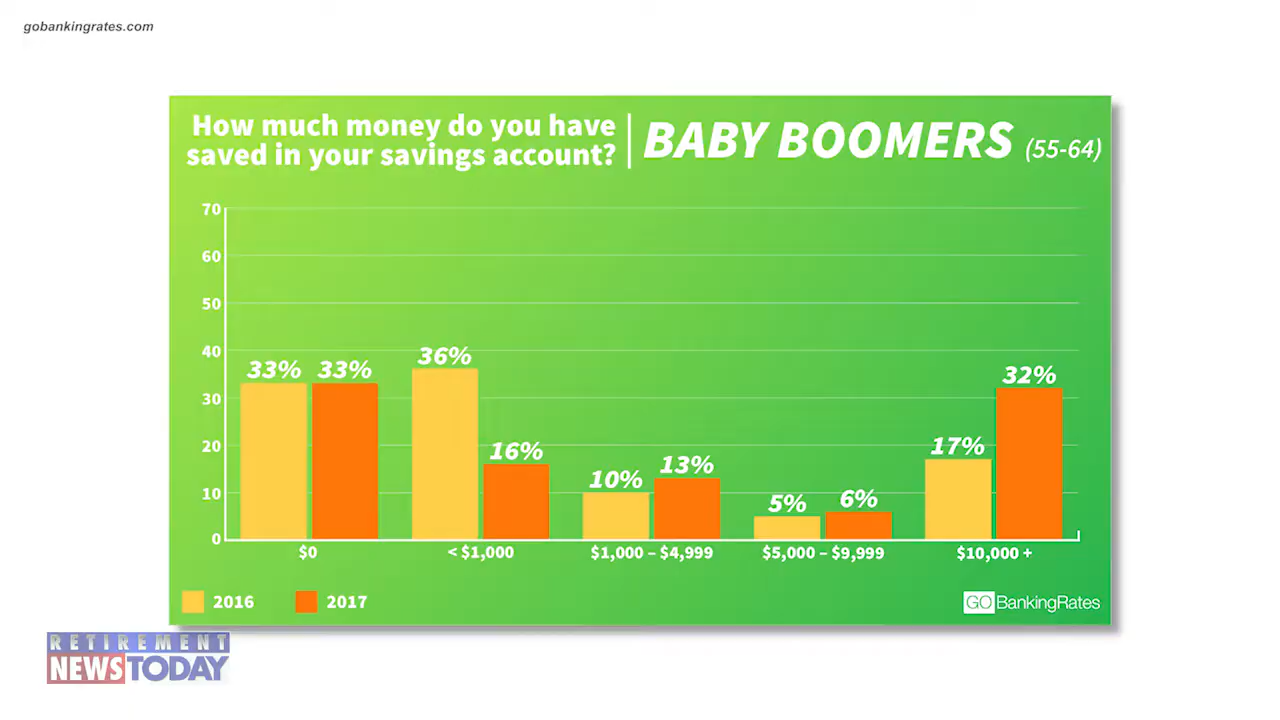 gobankingrates.com
How much money do you have
saved in your savings account?
BABY BOOMERS (55-64)
70
60
50
40
30
20
10
0
33% 33%
36%
16%
10%
13%
5%
6%
17%
32%
$0
< $1,000
$1,000 – $4,999
$5,000 – $9,999
$10,000 +
2016
2017
GOBankingRates
RETIREMENT
NEWSTODAY